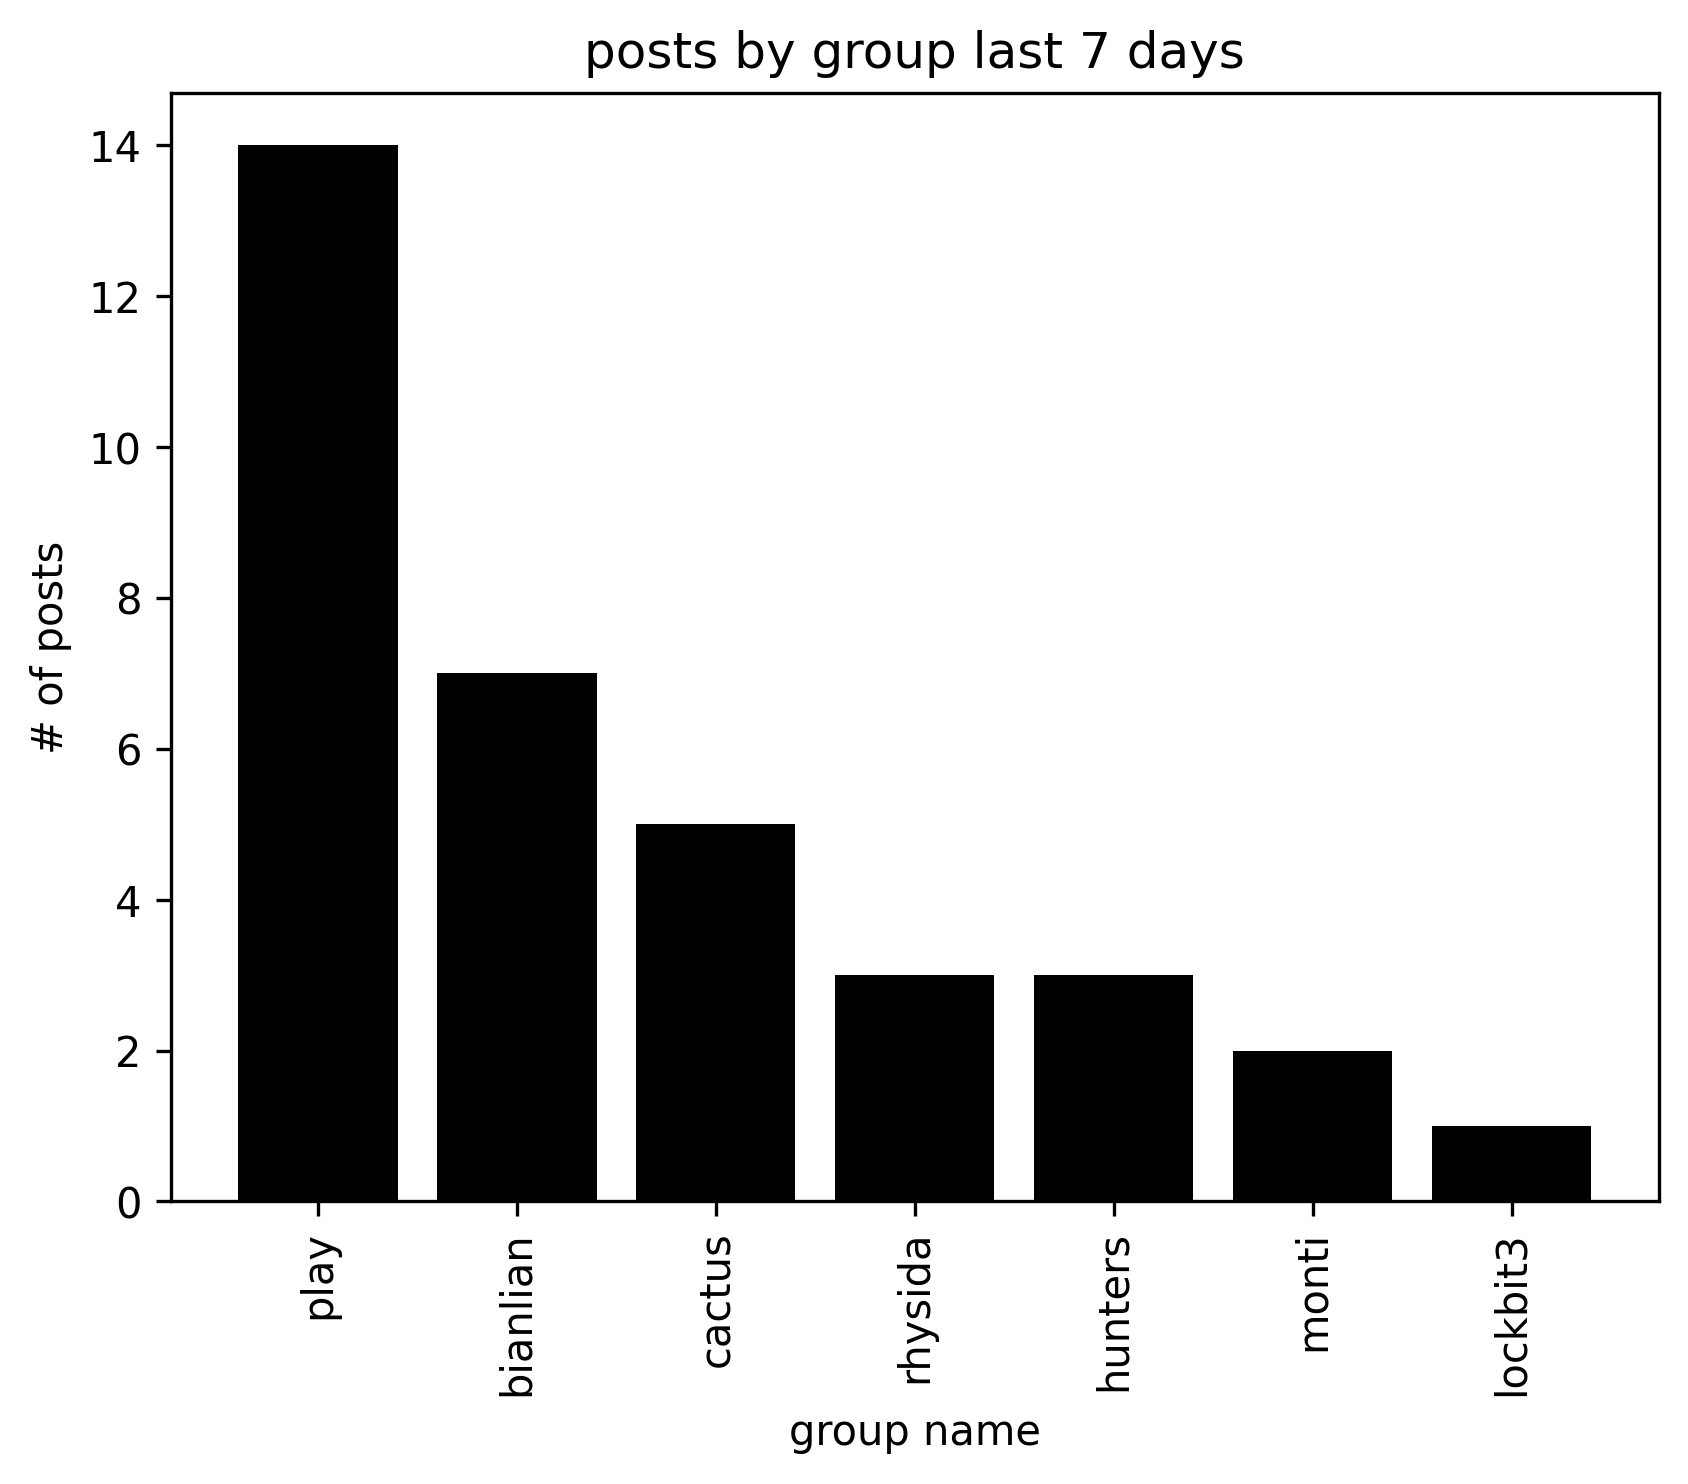 posts by group last 7 days
# of posts
14
12
10
8
6
4
2
0
play
bianlian
cactus
rhysida
hunters
monti
lockbit3
group name